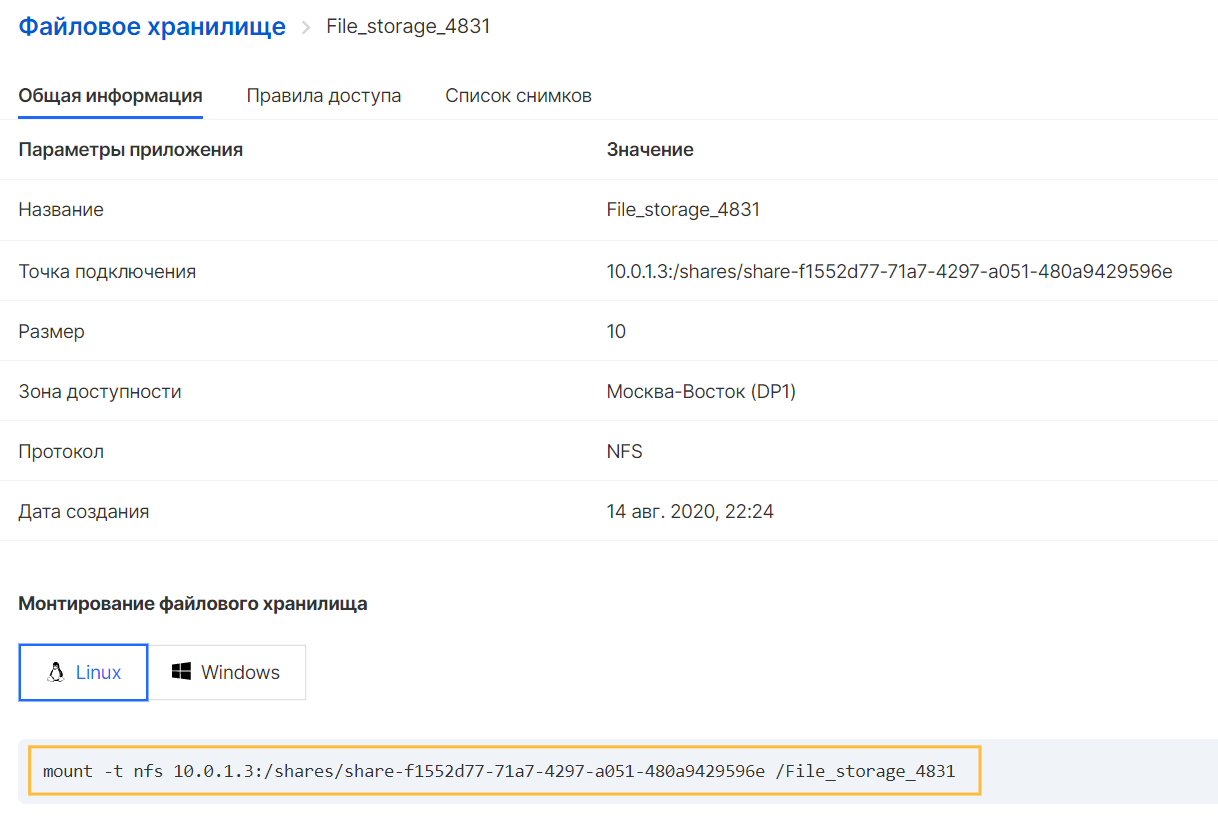 Файловое хранилище > File_storage_4831
Общая информация Правила доступа Список снимков
Параметры приложения Значение
Название File_storage_4831
Точка подключения 10.0.1.3:/shares/share-f1552d77-71a7-4297-a051-480a9429596e
Размер 10
Зона доступности Москва-Восток (DP1)
Протокол NFS
Дата создания 14 авг. 2020, 22:24
Монтирование файлового хранилища
Linux Windows
mount -t nfs 10.0.1.3:/shares/share-f1552d77-71a7-4297-a051-480a9429596e /File_storage_4831